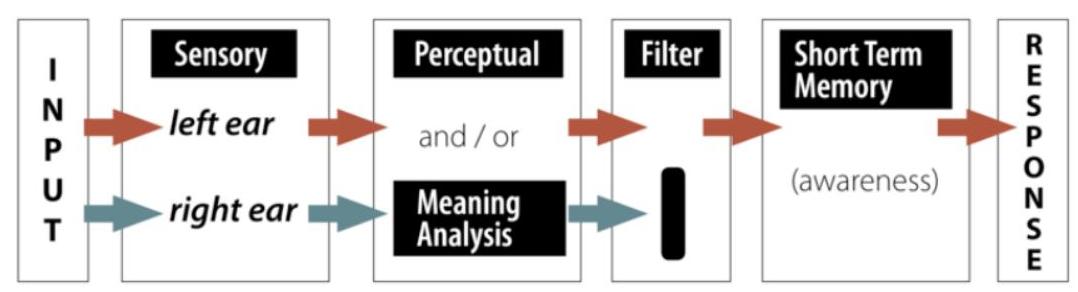 INPUT
Sensory
left ear
right ear
Perceptual
and / or
Meaning
Analysis
Filter
Short Term
Memory
(awareness)
RESPONSE